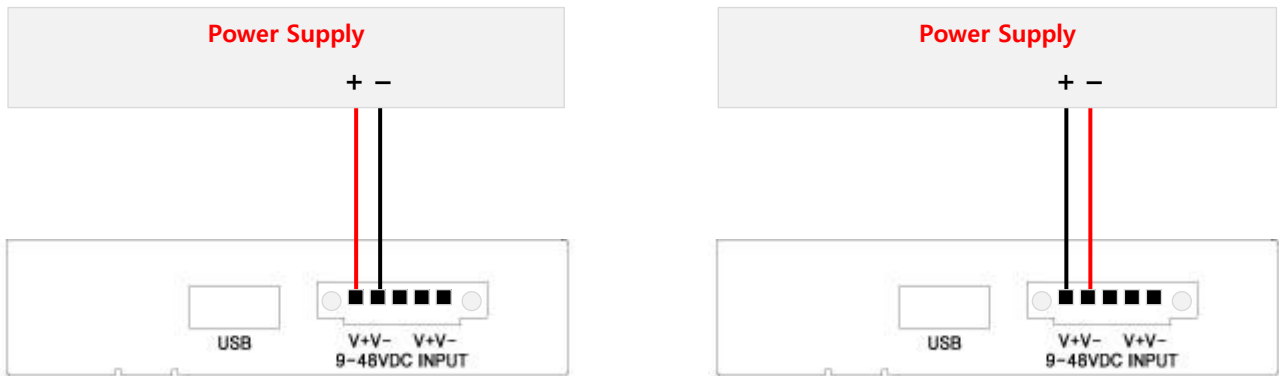 Power Supply
+ −
USB
V+V− V+V−
9-48VDC INPUT
Power Supply
+ −
USB
V+V− V+V−
9-48VDC INPUT